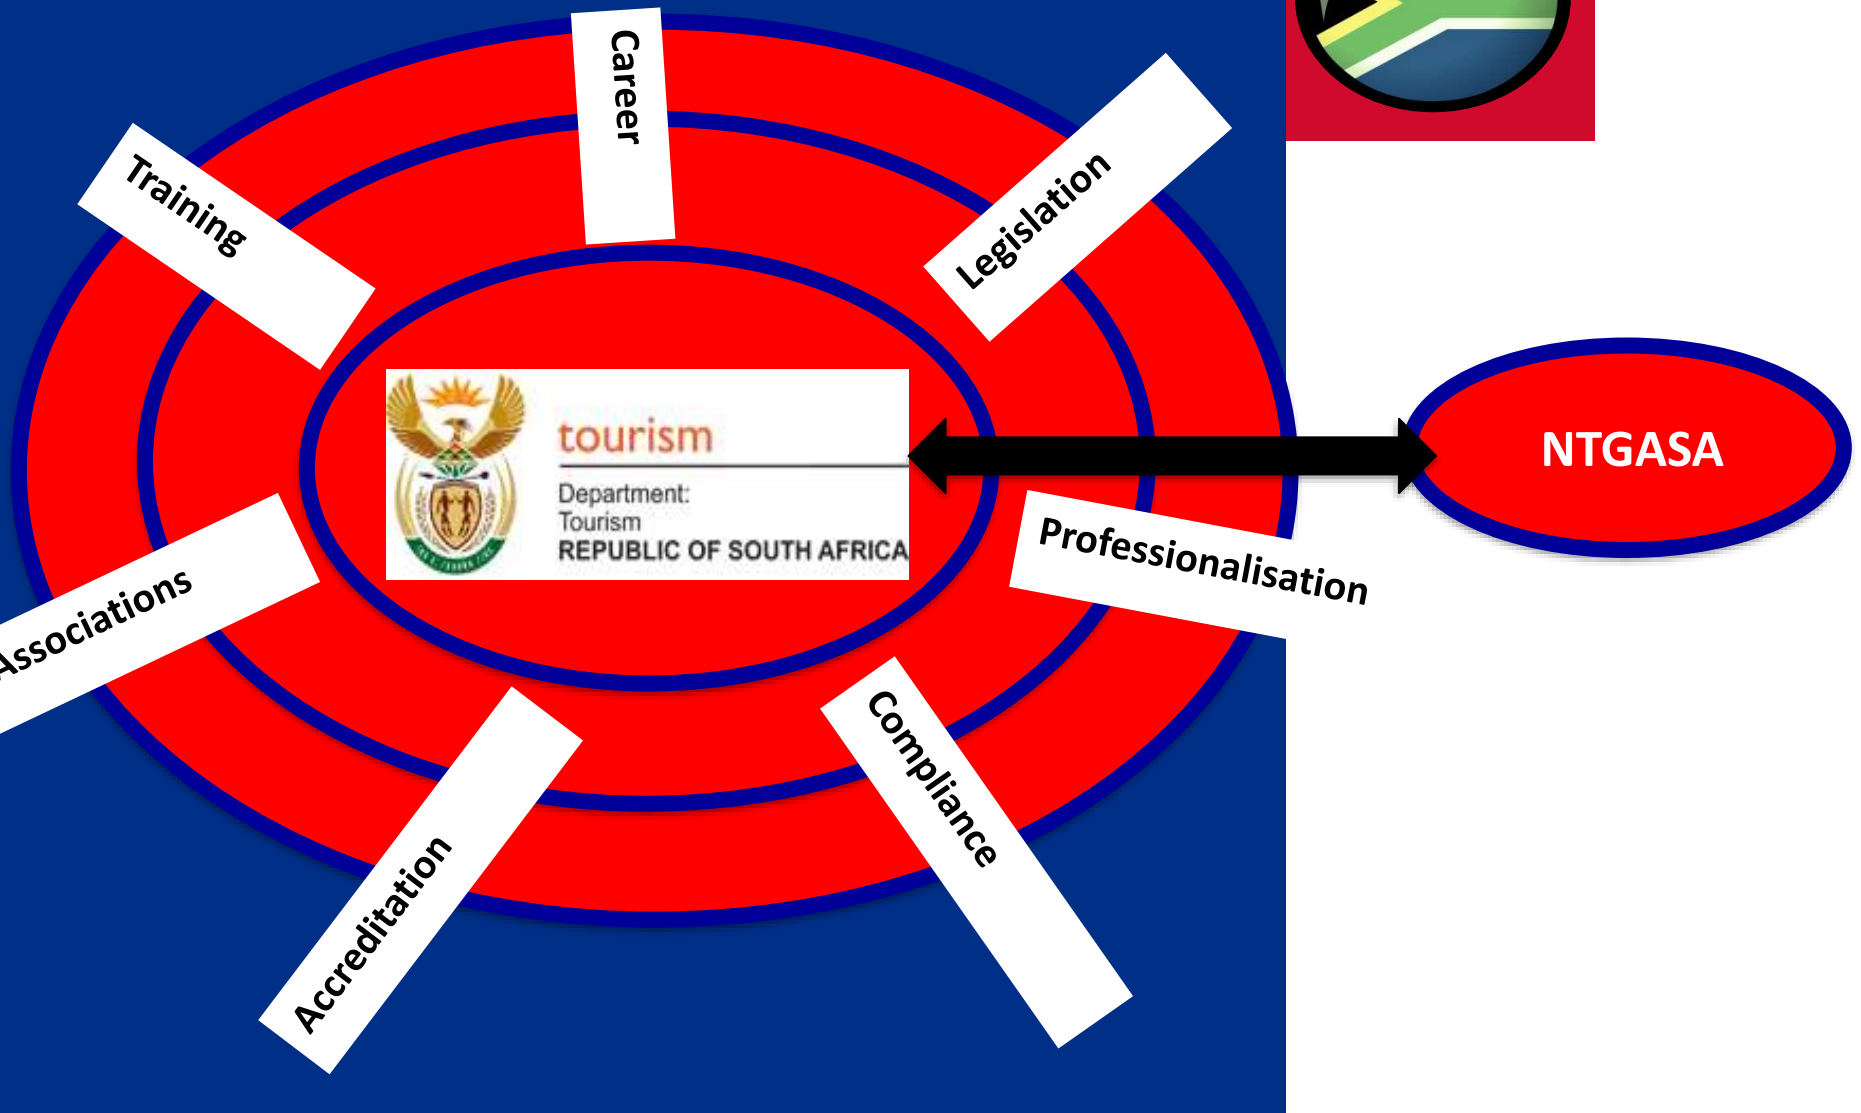 Career
Legislation
Training
tourism
Department:
Tourism
REPUBLIC OF SOUTH AFRICA
NTGASA
Professionalisation
Associations
Compliance
Accreditation